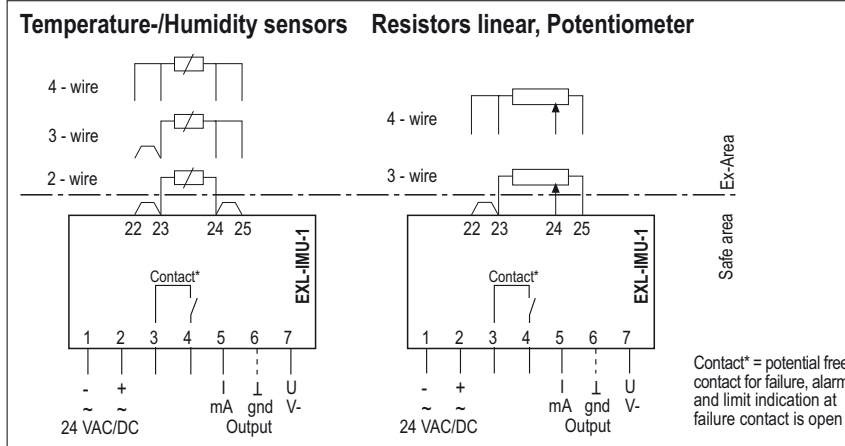 Temperature-/Humidity sensors
Resistors linear, Potentiometer
4 - wire
3 - wire
2 - wire
4 - wire
3 - wire
Ex-Area
Safe area
22 23 24 25
Contact*
EXL-IMU-1
1 2 3 4 5 6 7
- + I ⊥ U
~ ~ mA gnd V-
24 VAC/DC Output
22 23 24 25
Contact*
EXL-IMU-1
1 2 3 4 5 6 7
- + I ⊥ U
~ ~ mA gnd V-
24 VAC/DC Output
Contact* = potential free
contact for failure, alarm
and limit indication at
failure contact is open